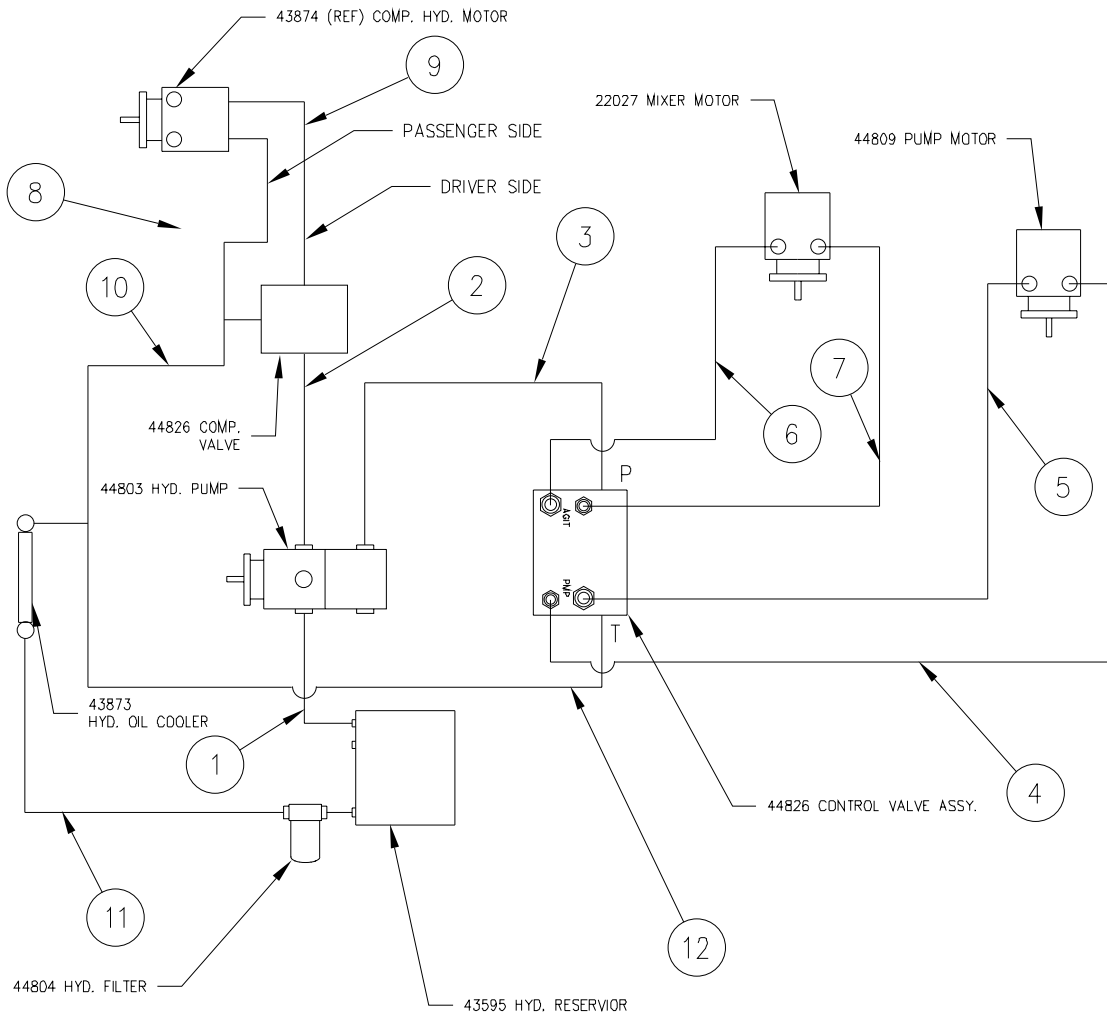 43874 (REF) COMP. HYD. MOTOR
9
22027 MIXER MOTOR
PASSENGER SIDE
44809 PUMP MOTOR
8
DRIVER SIDE
3
10
2
7
44826 COMP.
VALVE
6
P
5
44803 HYD. PUMP
AGIT
PMP
T
43873
HYD. OIL COOLER
1
4
44826 CONTROL VALVE ASSY.
11
12
44804 HYD. FILTER
43595 HYD. RESERVIOR